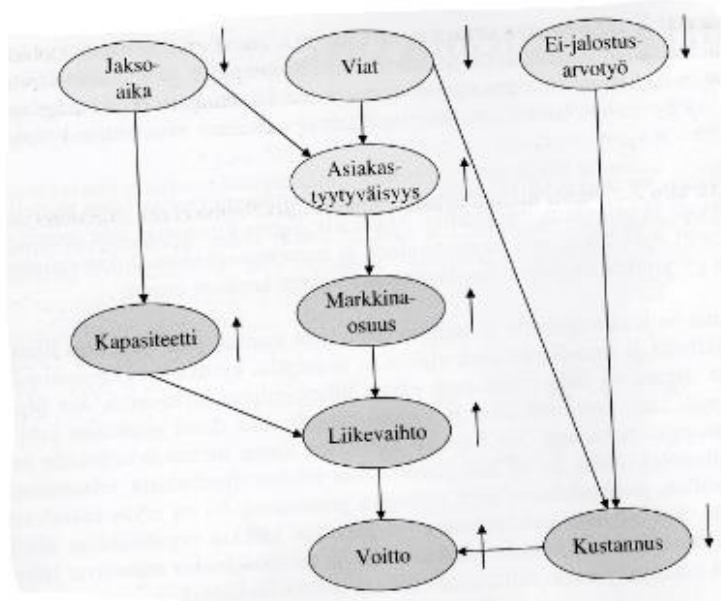 Jakso-
aika
Viat
Ei-jalostus-
arvotyö
Asiakas-
tyytyväisyys
Markkina-
osuus
Kapasiteetti
Liikevaihto
Voitto
Kustannus